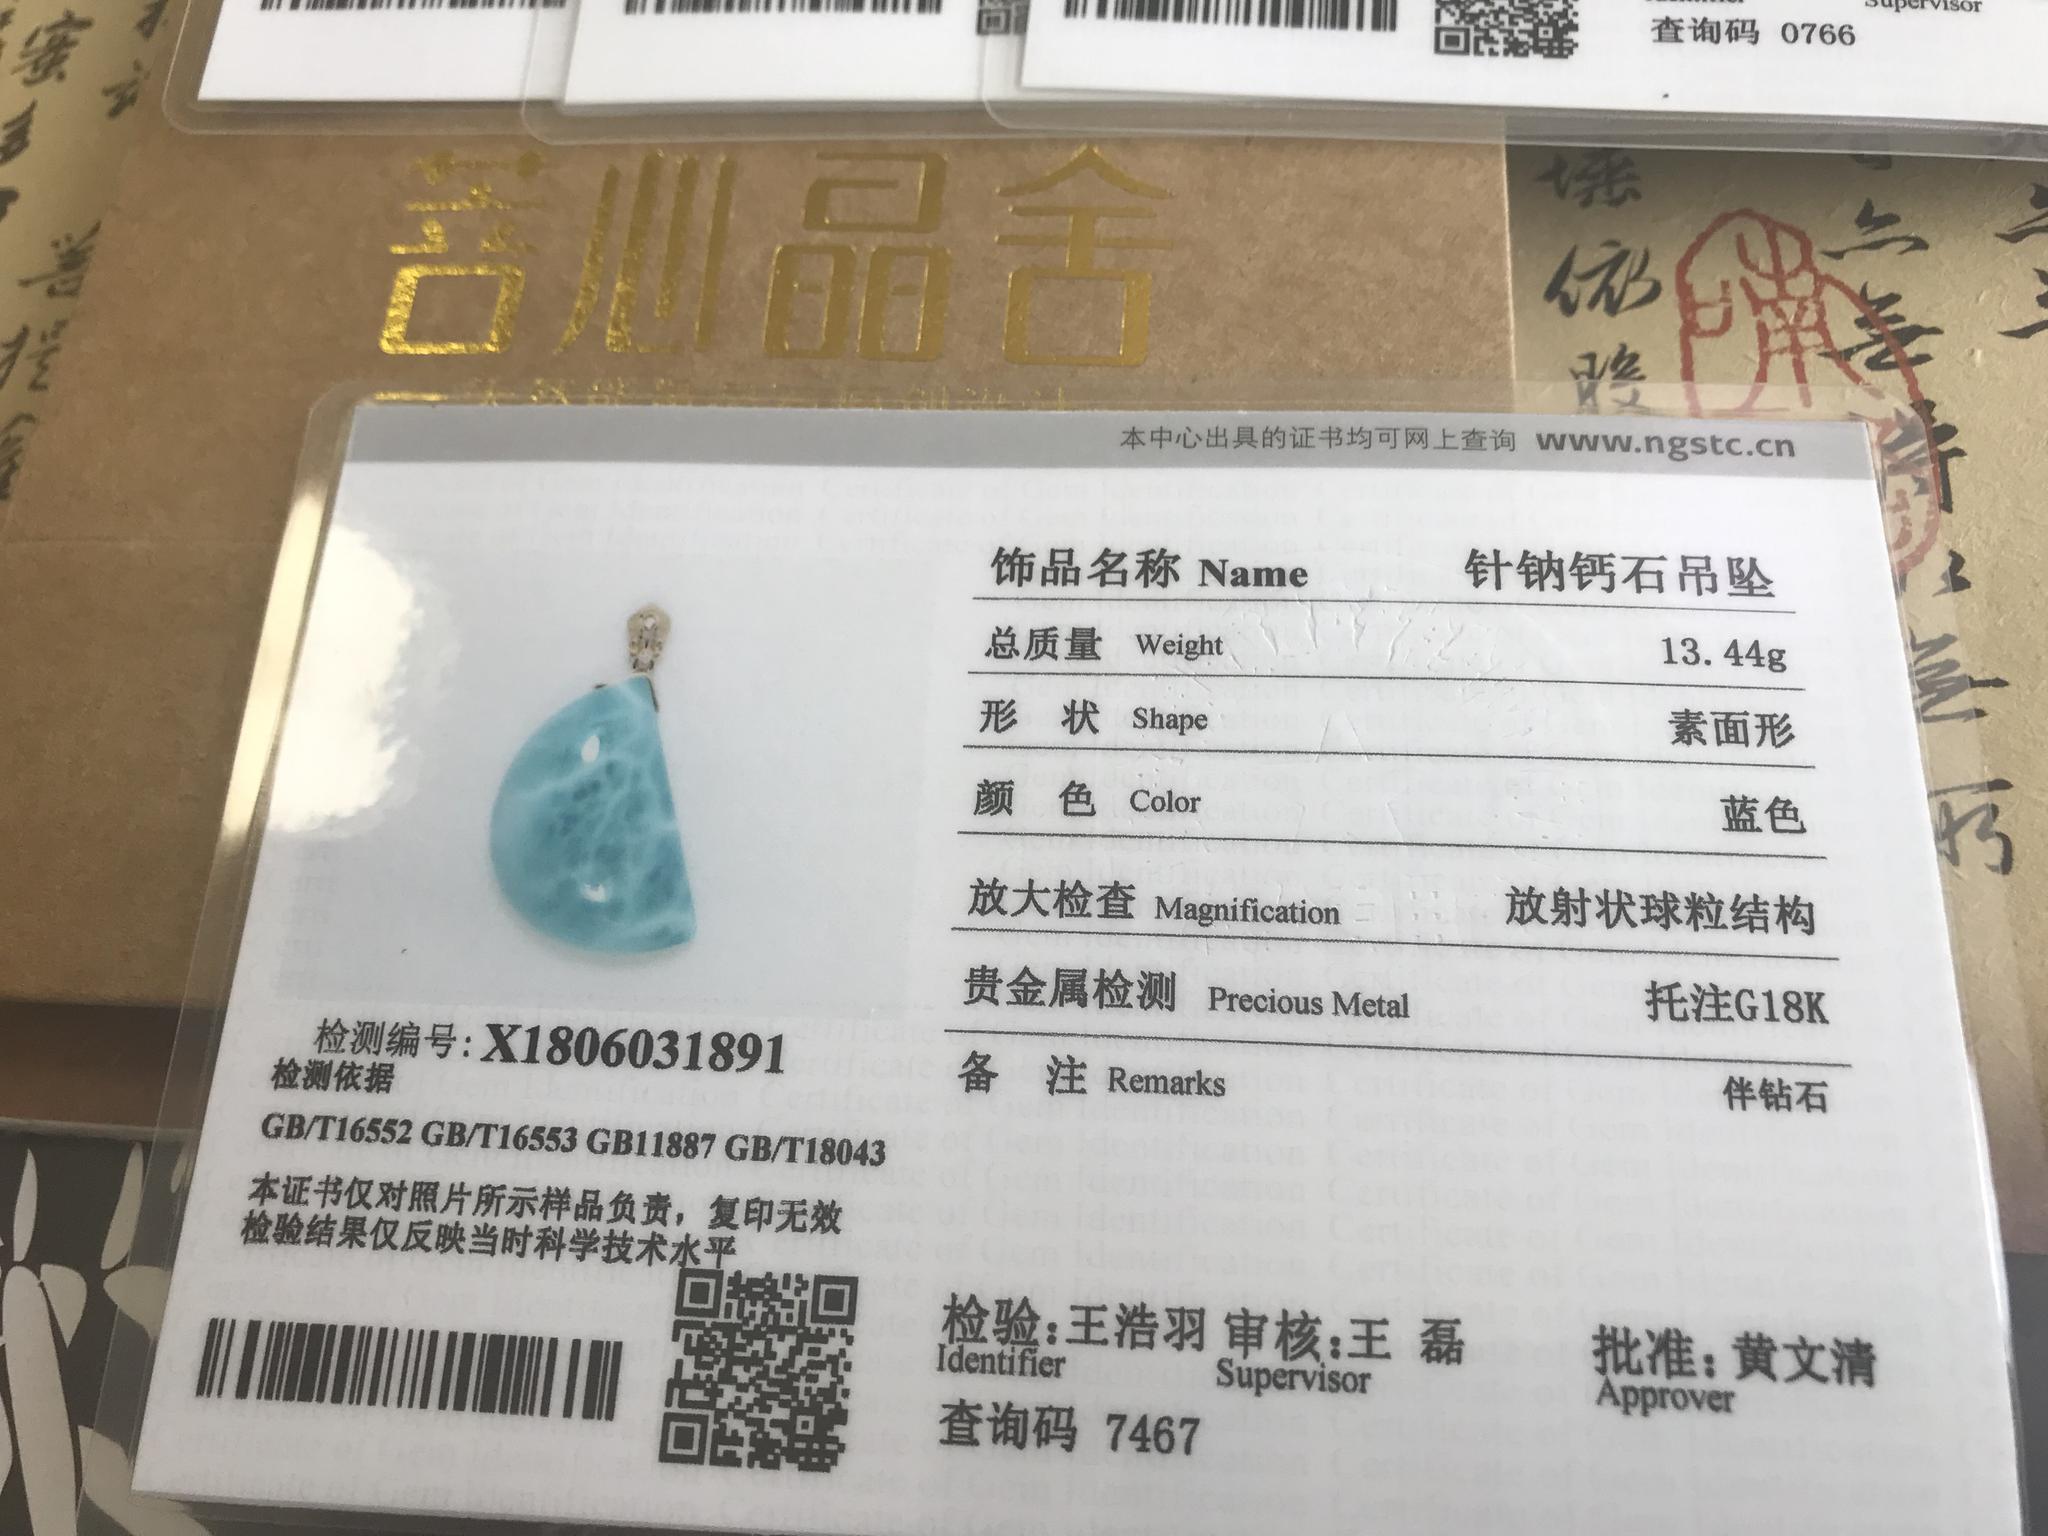 Supervisor
查询码 0766
善心晶舍
本中心出具的证书均可网上查询 www.ngstc.cn
饰品名称 Name 针钠钙石吊坠
总质量 Weight 13.44g
形 状 Shape 素面形
颜 色 Color 蓝色
放大检查 Magnification 放射状球粒结构
贵金属检测 Precious Metal 托注G18K
备 注 Remarks 伴钻石
检测编号: X1806031891
检测依据
GB/T16552 GB/T16553 GB11887 GB/T18043
本证书仅对照片所示样品负责，复印无效
检验结果仅反映当时科学技术水平
检验:王浩羽 审核:王 磊 批准:黄文清
Identifier Supervisor Approver
查询码 7467